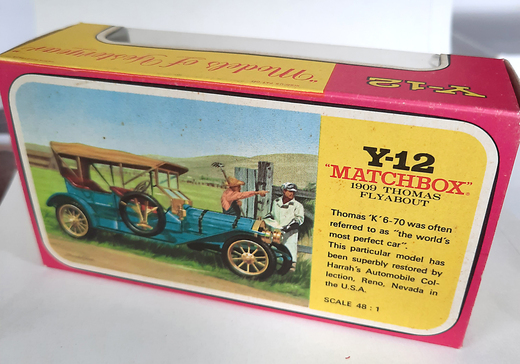 "Models of Yesteryear"
Y-12
Y-12
"MATCHBOX"
1909 THOMAS
FLYABOUT
Thomas 'K' 6-70 was often
referred to as "the world's
most perfect car".
This particular model has
been superbly restored by
Harrah's Automobile Col-
lection, Reno, Nevada in
the U.S.A.
SCALE 48 : 1